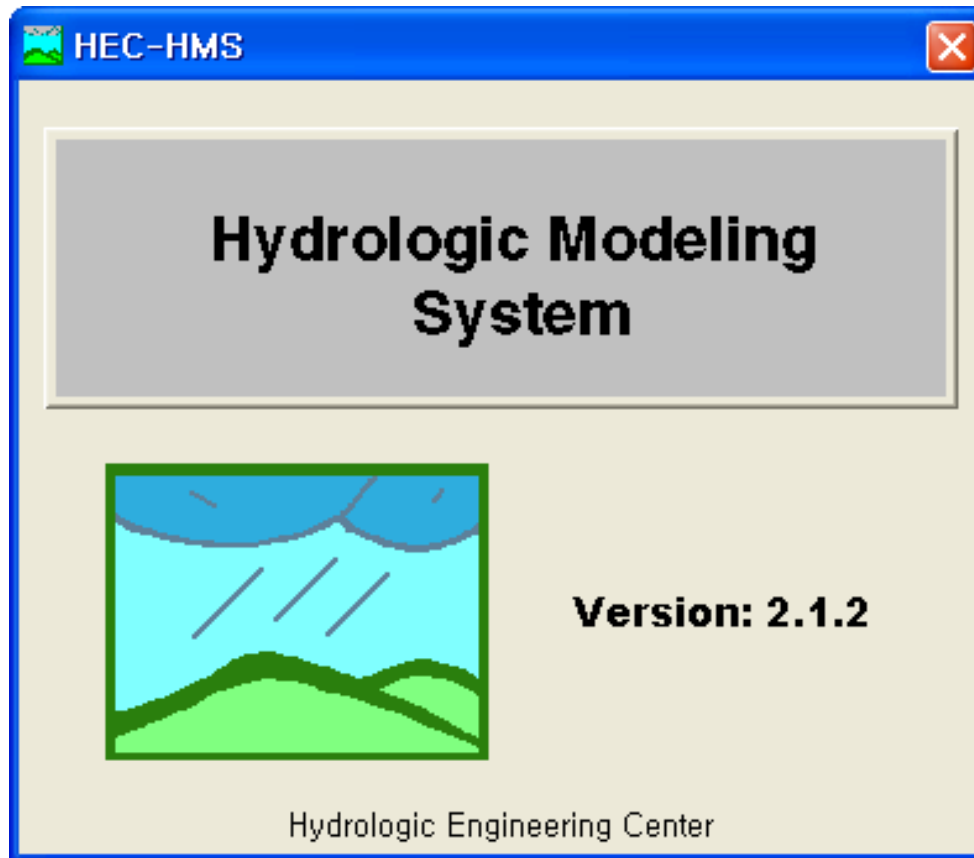 HEC-HMS
Hydrologic Modeling
System
Version: 2.1.2
Hydrologic Engineering Center